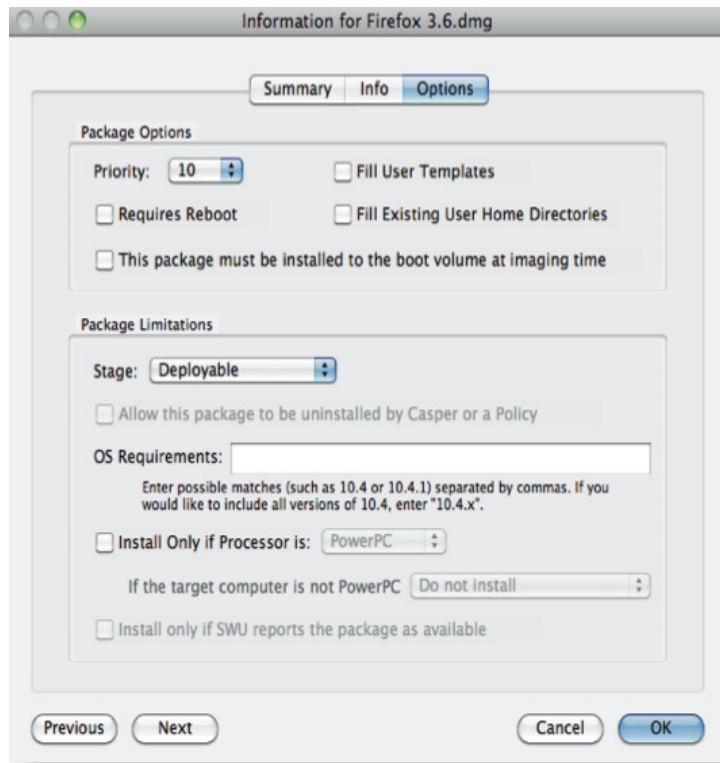 Information for Firefox 3.6.dmg
Summary Info Options
Package Options
Priority: 10 Fill User Templates
Requires Reboot Fill Existing User Home Directories
This package must be installed to the boot volume at imaging time
Package Limitations
Stage: Deployable
Allow this package to be uninstalled by Casper or a Policy
OS Requirements:
Enter possible matches (such as 10.4 or 10.4.1) separated by commas. If you
would like to include all versions of 10.4, enter "10.4.x".
Install Only if Processor is: PowerPC
If the target computer is not PowerPC Do not install
Install only if SWU reports the package as available
Previous Next Cancel OK